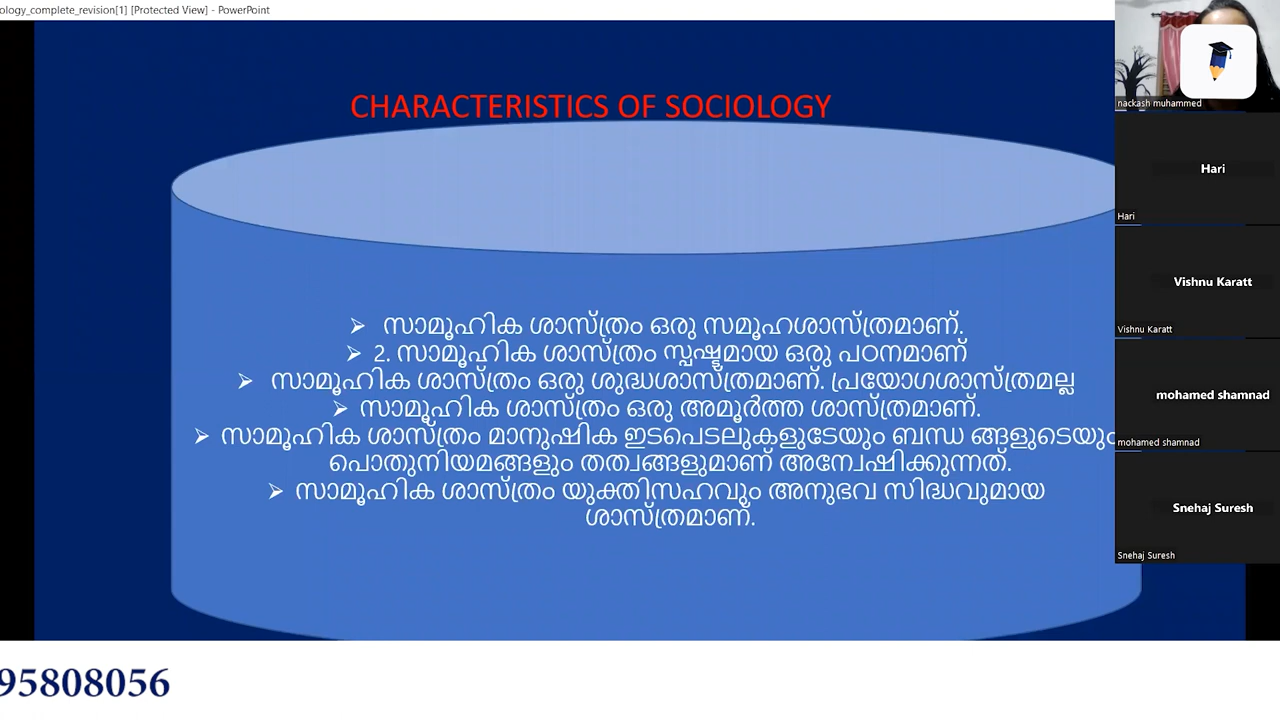 ology_complete_revision[1] [Protected View] - PowerPoint
CHARACTERISTICS OF SOCIOLOGY
➢ സാമൂഹിക ശാസ്ത്രം ഒരു സമൂഹശാസ്ത്രമാണ്.
➢ 2. സാമൂഹിക ശാസ്ത്രം സ്പഷ്ടമായ ഒരു പഠനമാണ്
➢ സാമൂഹിക ശാസ്ത്രം ഒരു ശുദ്ധശാസ്ത്രമാണ്. പ്രയോഗശാസ്ത്രമല്ല
➢ സാമൂഹിക ശാസ്ത്രം ഒരു അമൂർത്ത ശാസ്ത്രമാണ്.
➢ സാമൂഹിക ശാസ്ത്രം മാനുഷിക ഇടപെടലുകളുടേയും ബന്ധ ങ്ങളുടെയും
പൊതുനിയമങ്ങളും തത്വങ്ങളുമാണ് അന്വേഷിക്കുന്നത്.
➢ സാമൂഹിക ശാസ്ത്രം യുക്തിസഹവും അനുഭവ സിദ്ധവുമായ
ശാസ്ത്രമാണ്.
nackash muhammed
Hari
Hari
Vishnu Karatt
Vishnu Karatt
mohamed shamnad
mohamed shamnad
Snehaj Suresh
Snehaj Suresh
95808056